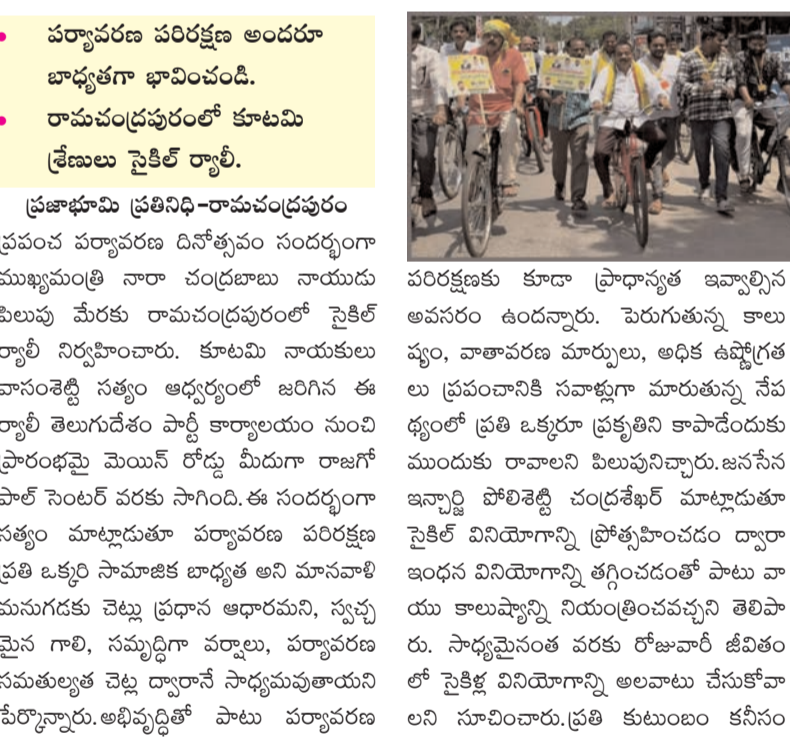 పర్యావరణ పరిరక్షణ అందరూ
బాధ్యతగా భావించండి.
రామచంద్రపురంలో కూటమి
శ్రేణులు సైకిల్ ర్యాలీ.
ప్రజాభూమి ప్రతినిధి-రామచంద్రపురం
ప్రపంచ పర్యావరణ దినోత్సవం సందర్భంగా
ముఖ్యమంత్రి నారా చంద్రబాబు నాయుడు
పిలుపు మేరకు రామచంద్రపురంలో సైకిల్
ర్యాలీ నిర్వహించారు. కూటమి నాయకులు
వాసంశెట్టి సత్యం ఆధ్వర్యంలో జరిగిన ఈ
ర్యాలీ తెలుగుదేశం పార్టీ కార్యాలయం నుంచి
ప్రారంభమై మెయిన్ రోడ్డు మీదుగా రాజగో
పాల్ సెంటర్ వరకు సాగింది. ఈ సందర్భంగా
సత్యం మాట్లాడుతూ పర్యావరణ పరిరక్షణ
ప్రతి ఒక్కరి సామాజిక బాధ్యత అని మానవాళి
మనుగడకు చెట్లు ప్రధాన ఆధారమని, స్వచ్ఛ
మైన గాలి, సమృద్ధిగా వర్షాలు, పర్యావరణ
సమతుల్యత చెట్ల ద్వారానే సాధ్యమవుతాయని
పేర్కొన్నారు. అభివృద్ధితో పాటు పర్యావరణ
పరిరక్షణకు కూడా ప్రాధాన్యత ఇవ్వాల్సిన
అవసరం ఉందన్నారు. పెరుగుతున్న కాలు
ష్యం, వాతావరణ మార్పులు, అధిక ఉష్ణోగ్రత
లు ప్రపంచానికి సవాళ్లుగా మారుతున్న నేప
థ్యంలో ప్రతి ఒక్కరూ ప్రకృతిని కాపాడేందుకు
ముందుకు రావాలని పిలుపునిచ్చారు. జనసేన
ఇన్చార్జి పోలిశెట్టి చంద్రశేఖర్ మాట్లాడుతూ
సైకిల్ వినియోగాన్ని ప్రోత్సహించడం ద్వారా
ఇంధన వినియోగాన్ని తగ్గించడంతో పాటు వా
యు కాలుష్యాన్ని నియంత్రించవచ్చని తెలిపా
రు. సాధ్యమైనంత వరకు రోజువారీ జీవితం
లో సైకిళ్ల వినియోగాన్ని అలవాటు చేసుకోవా
లని సూచించారు. ప్రతి కుటుంబం కనీసం